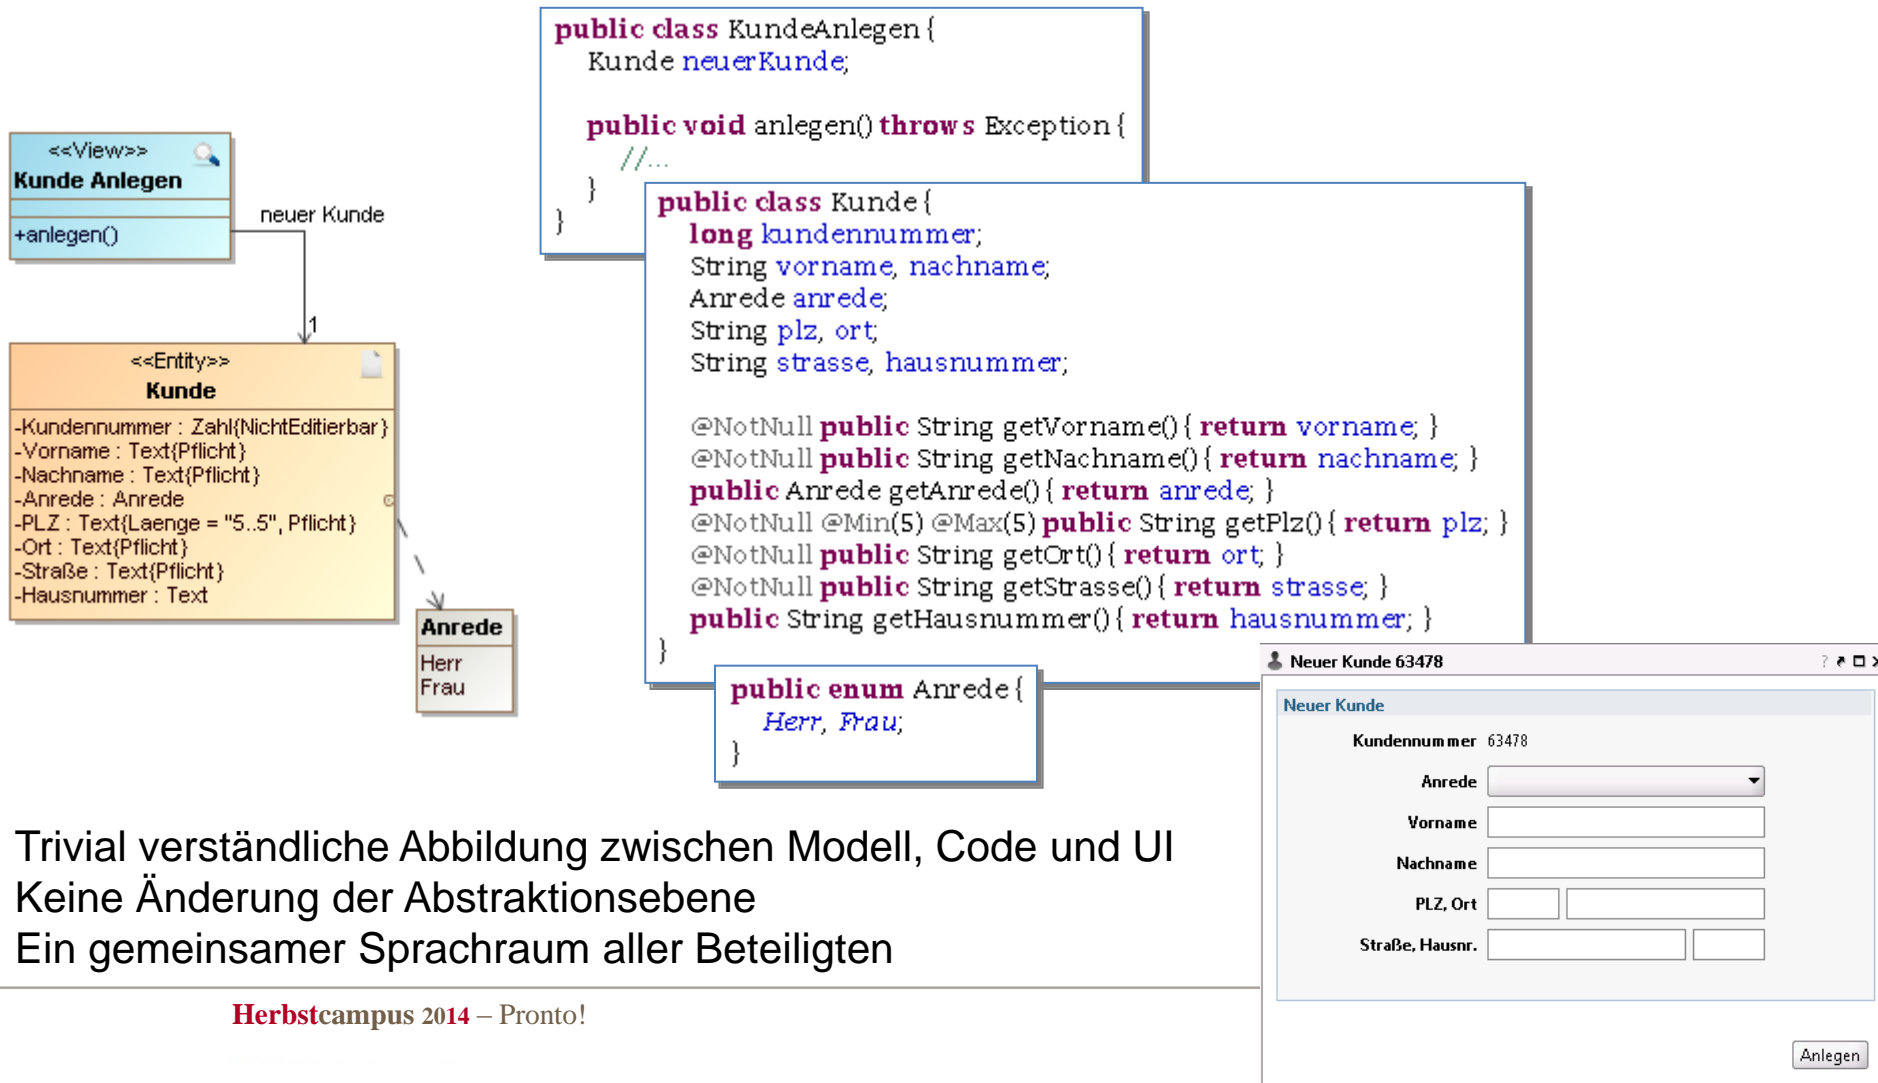 <<View>>
Kunde Anlegen
+anlegen()
neuer Kunde
1
<<Entity>>
Kunde
-Kundennummer : Zahl{NichtEditierbar}
-Vorname : Text{Pflicht}
-Nachname : Text{Pflicht}
-Anrede : Anrede
-PLZ : Text{Laenge = "5..5", Pflicht}
-Ort : Text{Pflicht}
-Straße : Text{Pflicht}
-Hausnummer : Text
Anrede
Herr
Frau
public class KundeAnlegen {
Kunde neuerKunde;
public void anlegen() throws Exception {
//...
}
}
public class Kunde {
long kundennummer;
String vorname, nachname;
Anrede anrede;
String plz, ort;
String strasse, hausnummer;
@NotNull public String getVorname() { return vorname; }
@NotNull public String getNachname() { return nachname; }
public Anrede getAnrede() { return anrede; }
@NotNull @Min(5) @Max(5) public String getPlz() { return plz; }
@NotNull public String getOrt() { return ort; }
@NotNull public String getStrasse() { return strasse; }
public String getHausnummer() { return hausnummer; }
}
public enum Anrede {
Herr, Frau;
}
Neuer Kunde 63478
Neuer Kunde
Kundennummer 63478
Anrede
Vorname
Nachname
PLZ, Ort
Straße, Hausnr.
Anlegen
Trivial verständliche Abbildung zwischen Modell, Code und UI
Keine Änderung der Abstraktionsebene
Ein gemeinsamer Sprachraum aller Beteiligten
Herbstcampus 2014 – Pronto!